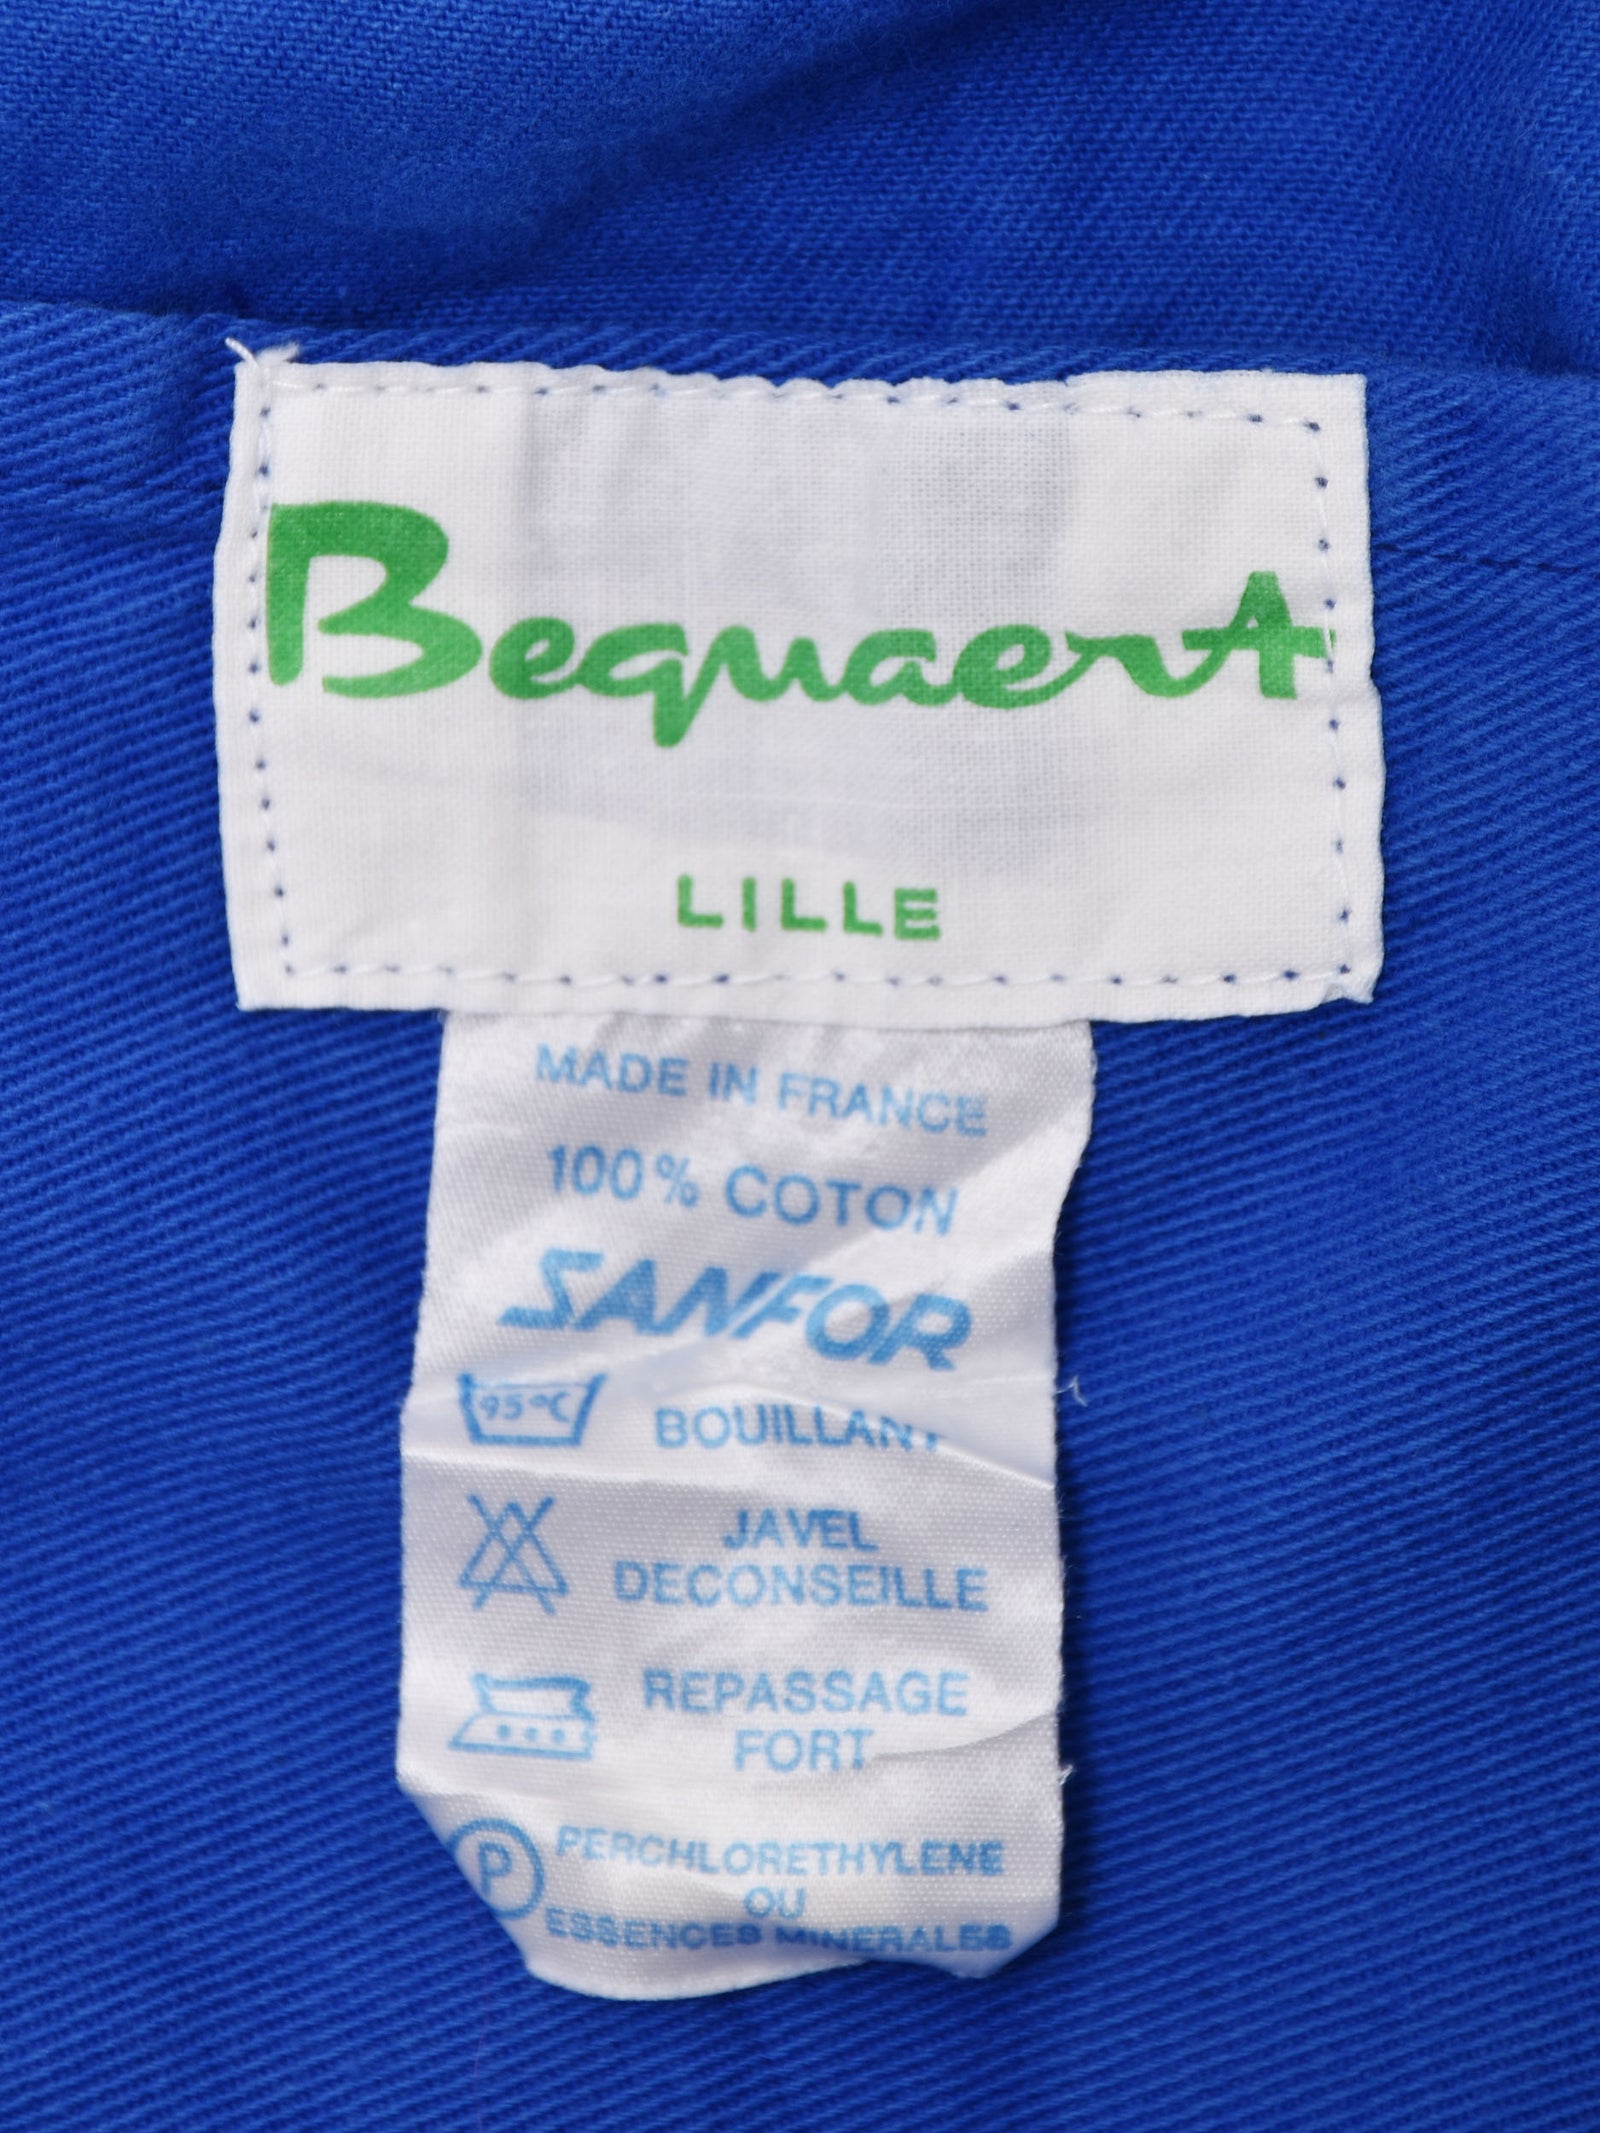 Bequaert
LILLE
MADE IN FRANCE
100% COTON
SANFOR
95°C BOUILLANT
JAVEL
DECONSEILLE
REPASSAGE
FORT
P PERCHLORETHYLENE
OU
ESSENCES MINERALES